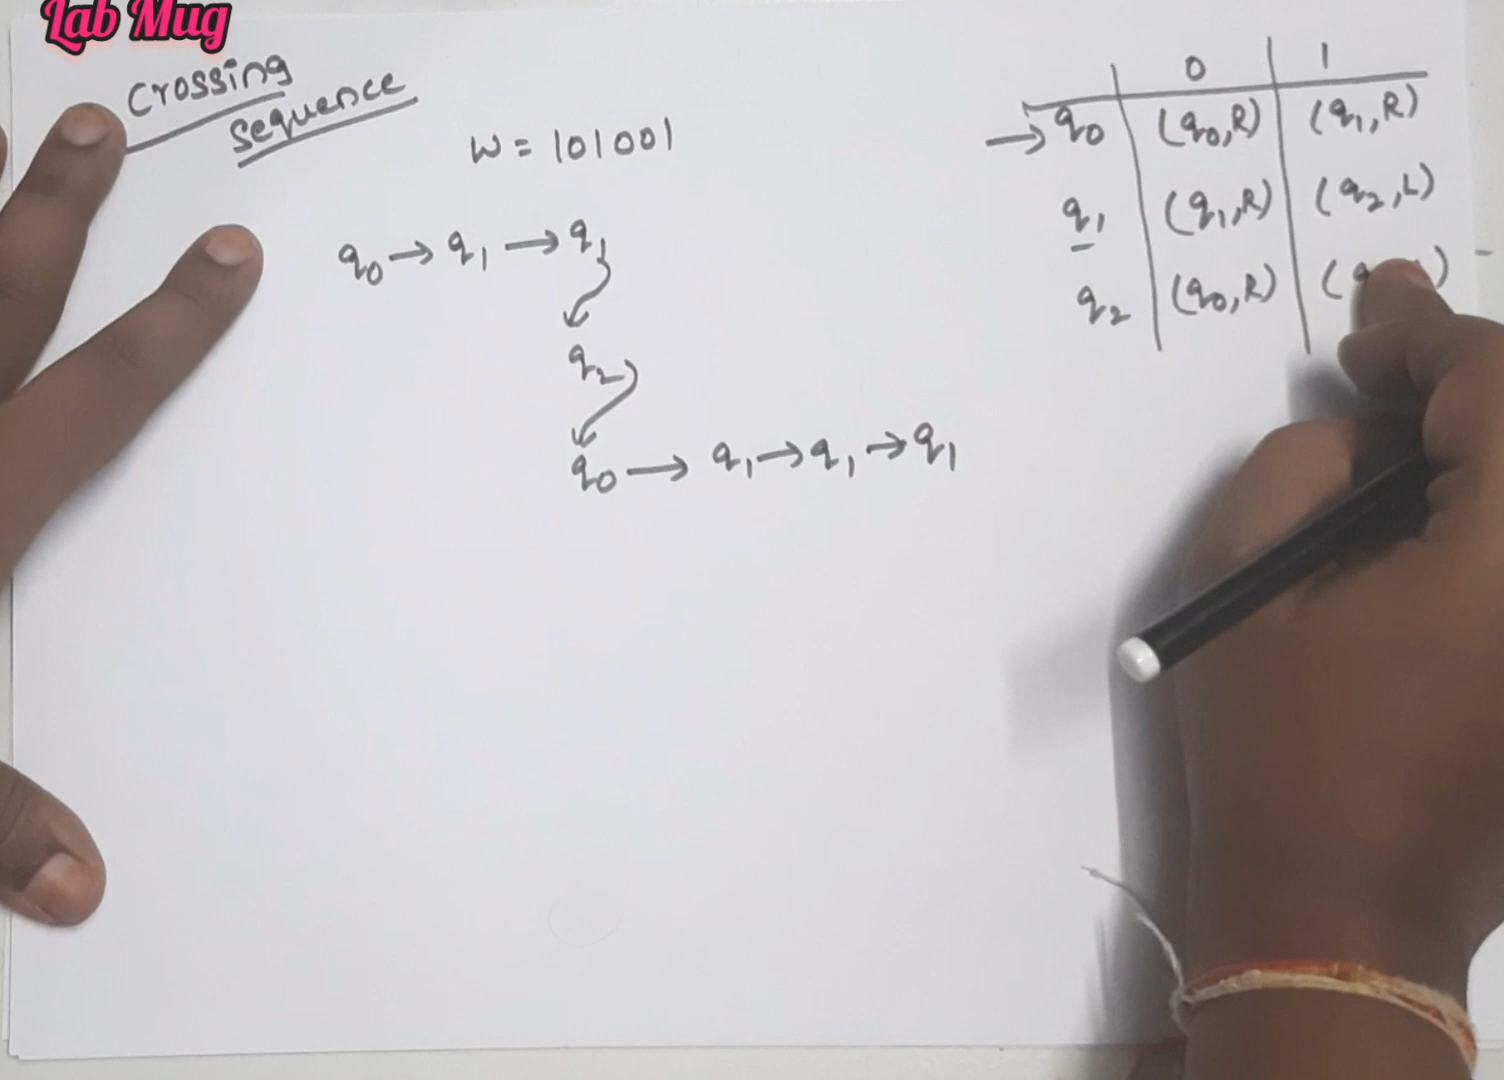 Lab Mug
Crossing
Sequence
W = 101001
q0 → q1 → q1
q2
q0 → q1 → q1 → q1
0 1
→ q0 (q0,R) (q1,R)
q1 (q1,R) (q2,L)
q2 (q0,R) ( )